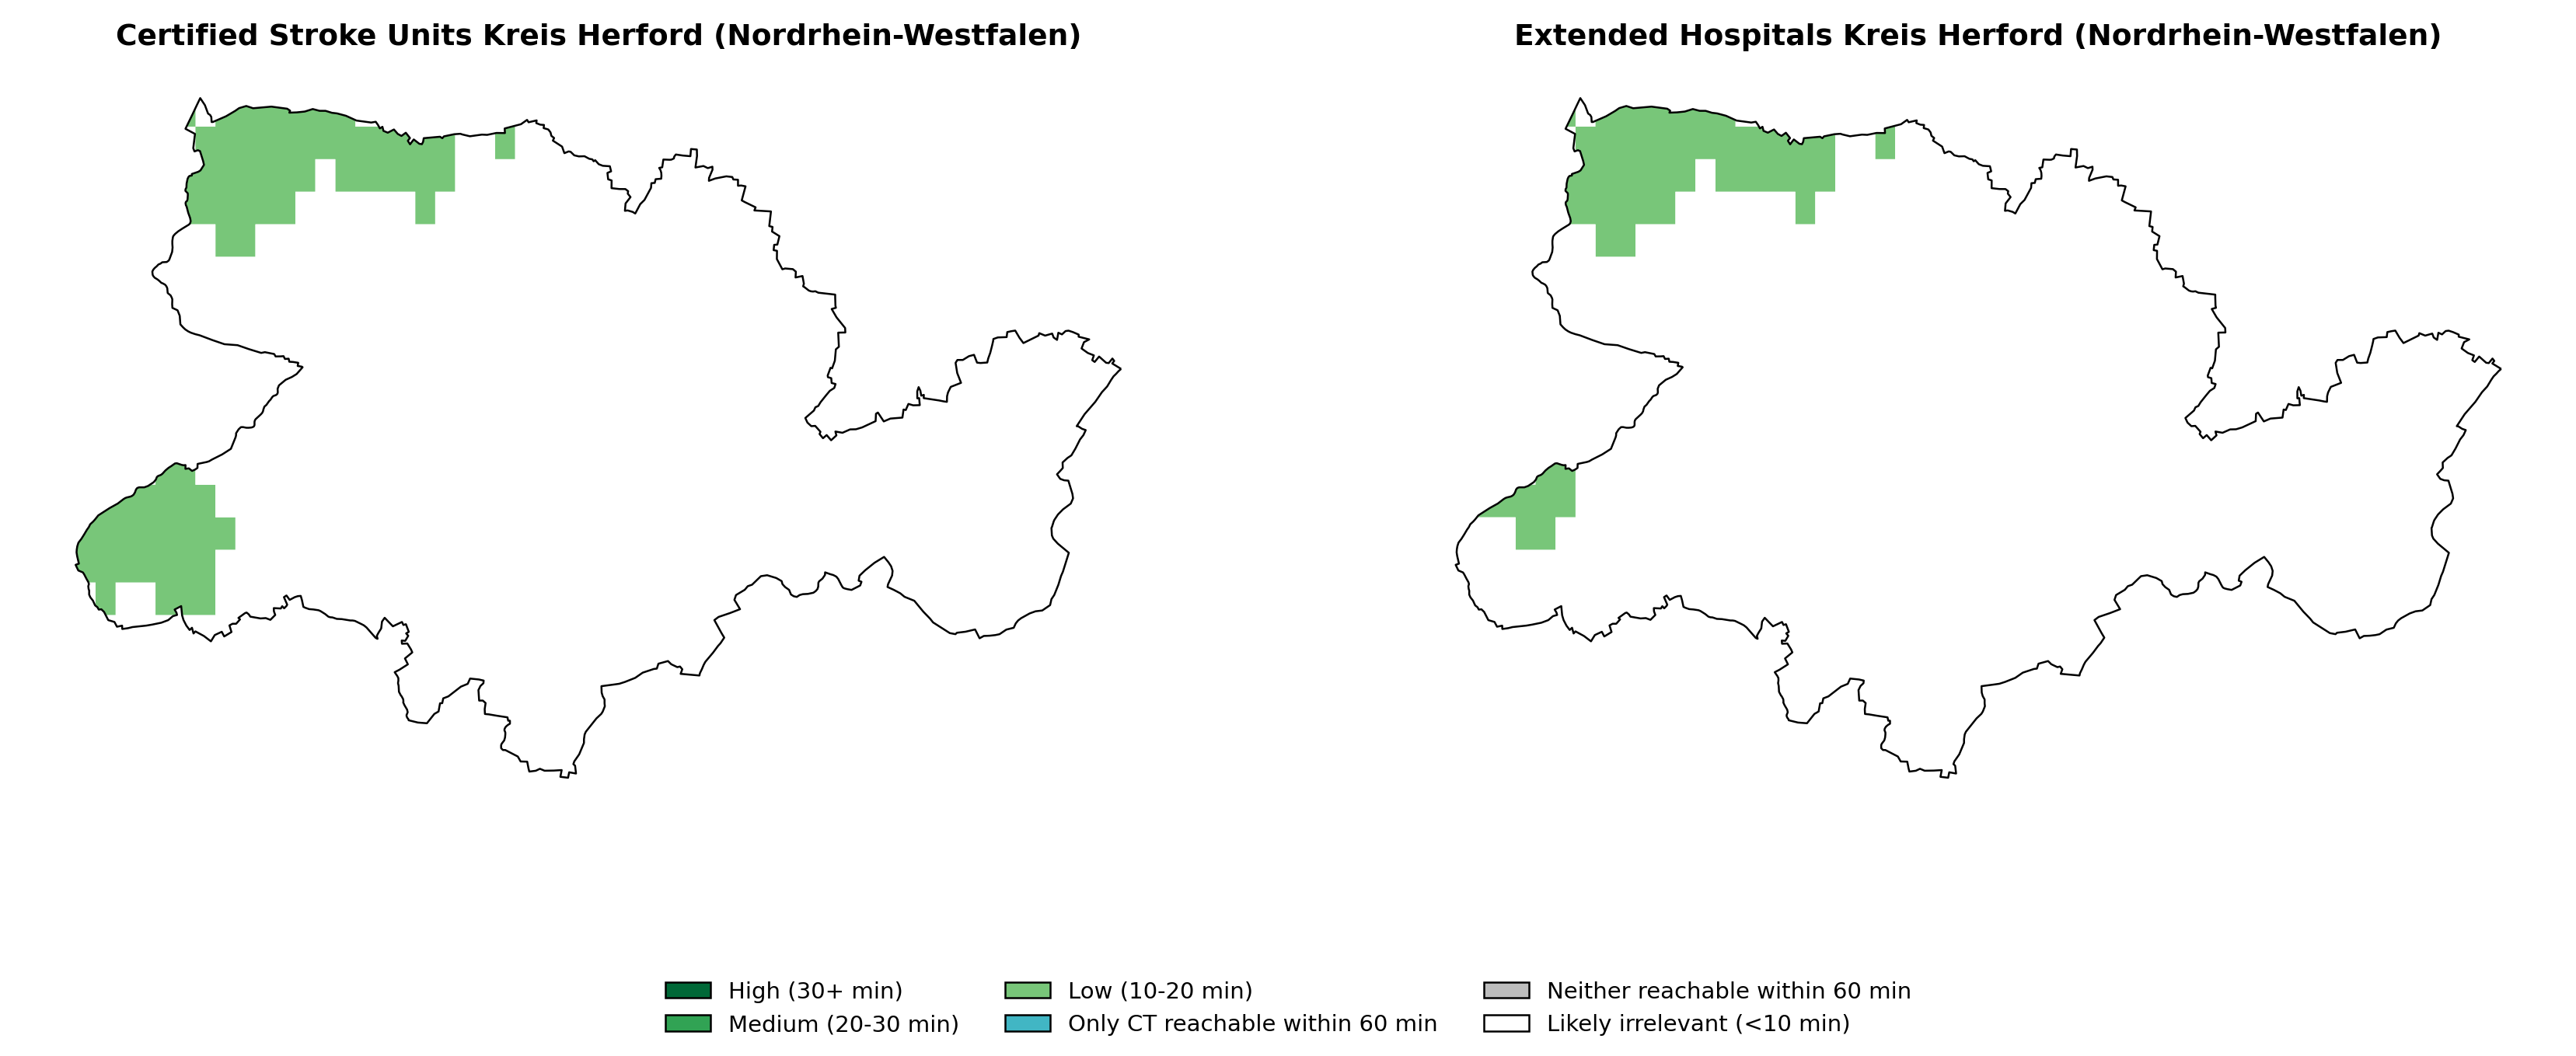 Certified Stroke Units Kreis Herford (Nordrhein-Westfalen)
Extended Hospitals Kreis Herford (Nordrhein-Westfalen)
High (30+ min)
Medium (20-30 min)
Low (10-20 min)
Only CT reachable within 60 min
Neither reachable within 60 min
Likely irrelevant (<10 min)